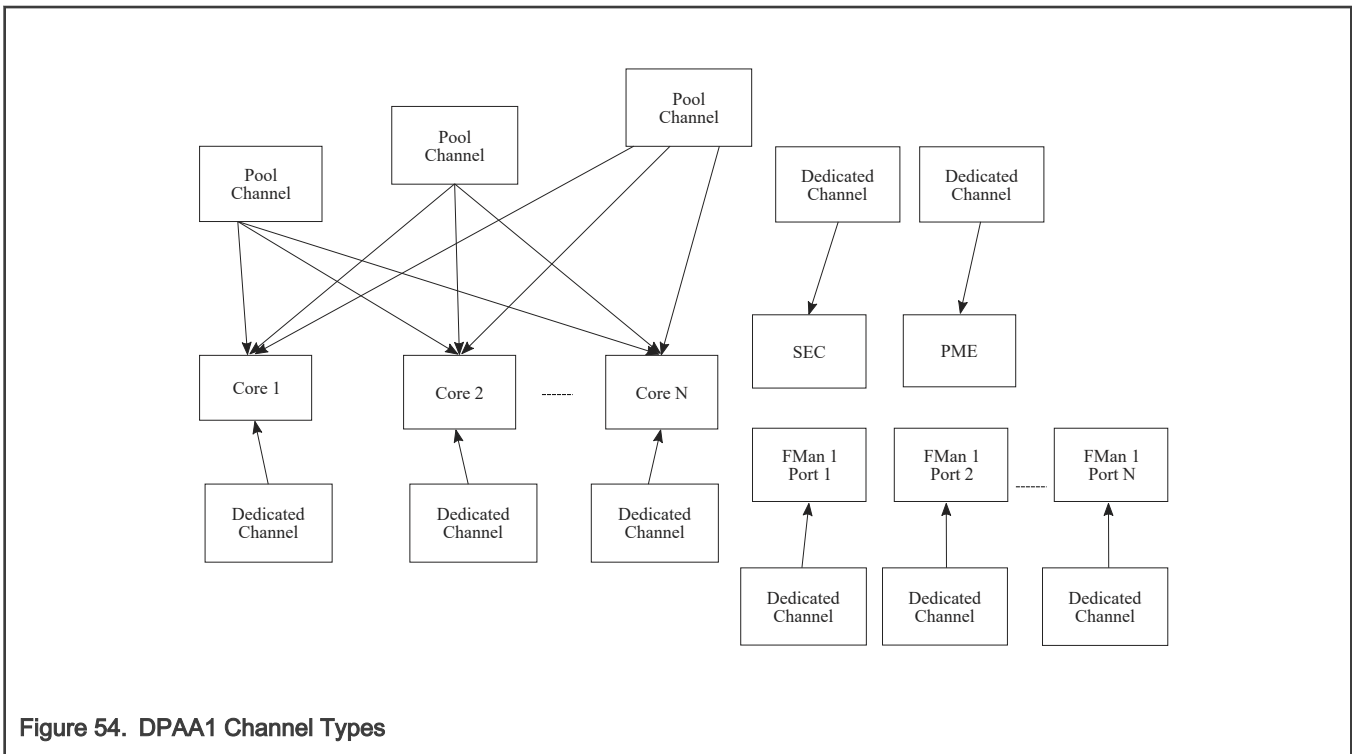 Pool
Channel
Pool
Channel
Pool
Channel
Dedicated
Channel
Dedicated
Channel
SEC
PME
Core 1
Core 2
Core N
FMan 1
Port 1
FMan 1
Port 2
FMan 1
Port N
Dedicated
Channel
Dedicated
Channel
Dedicated
Channel
Dedicated
Channel
Dedicated
Channel
Dedicated
Channel
Figure 54. DPAA1 Channel Types